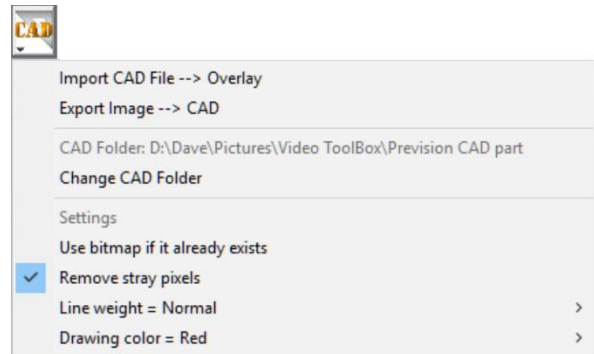 CAD
Import CAD File --> Overlay
Export Image --> CAD
CAD Folder: D:\Dave\Pictures\Video ToolBox\Prevision CAD part
Change CAD Folder
Settings
Use bitmap if it already exists
Remove stray pixels
Line weight = Normal
Drawing color = Red